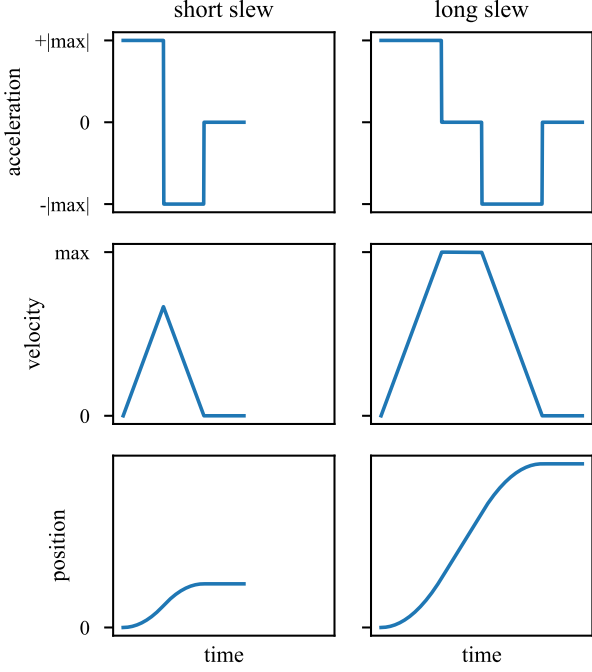 short slew
long slew
+|max|
0
-|max|
acceleration
max
0
velocity
0
position
time
time